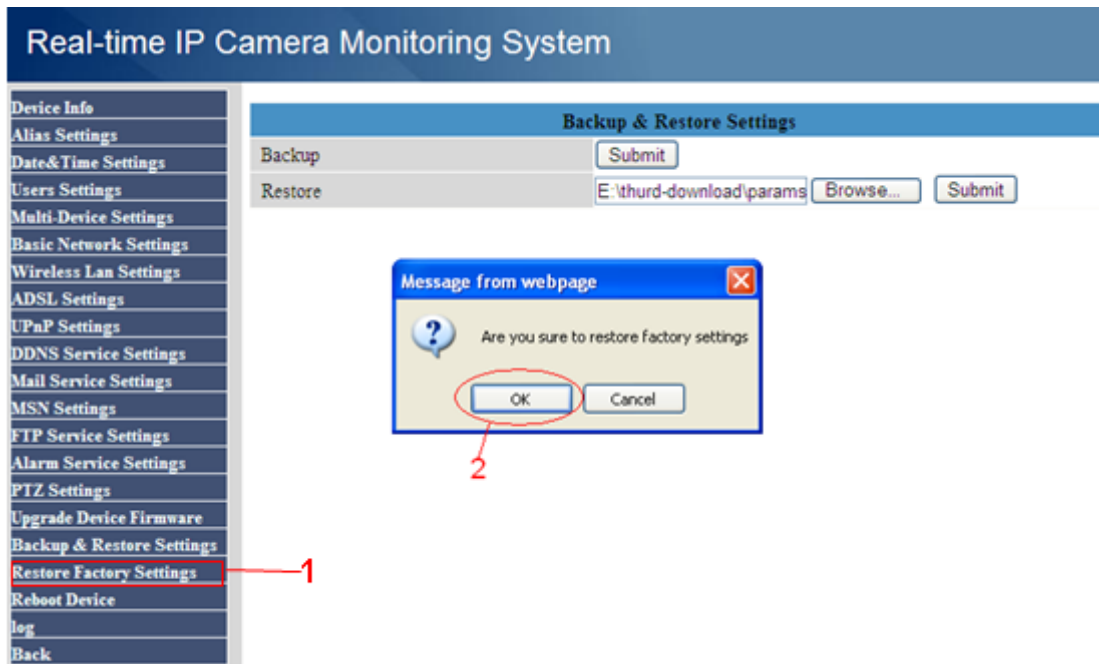 Real-time IP Camera Monitoring System
Device Info
Alias Settings
Date&Time Settings
Users Settings
Multi-Device Settings
Basic Network Settings
Wireless Lan Settings
ADSL Settings
UPnP Settings
DDNS Service Settings
Mail Service Settings
MSN Settings
FTP Service Settings
Alarm Service Settings
PTZ Settings
Upgrade Device Firmware
Backup & Restore Settings
Restore Factory Settings
Reboot Device
log
Back
1
Backup & Restore Settings
Backup Submit
Restore E:\thurd-download\params Browse... Submit
Message from webpage
Are you sure to restore factory settings
OK Cancel
2